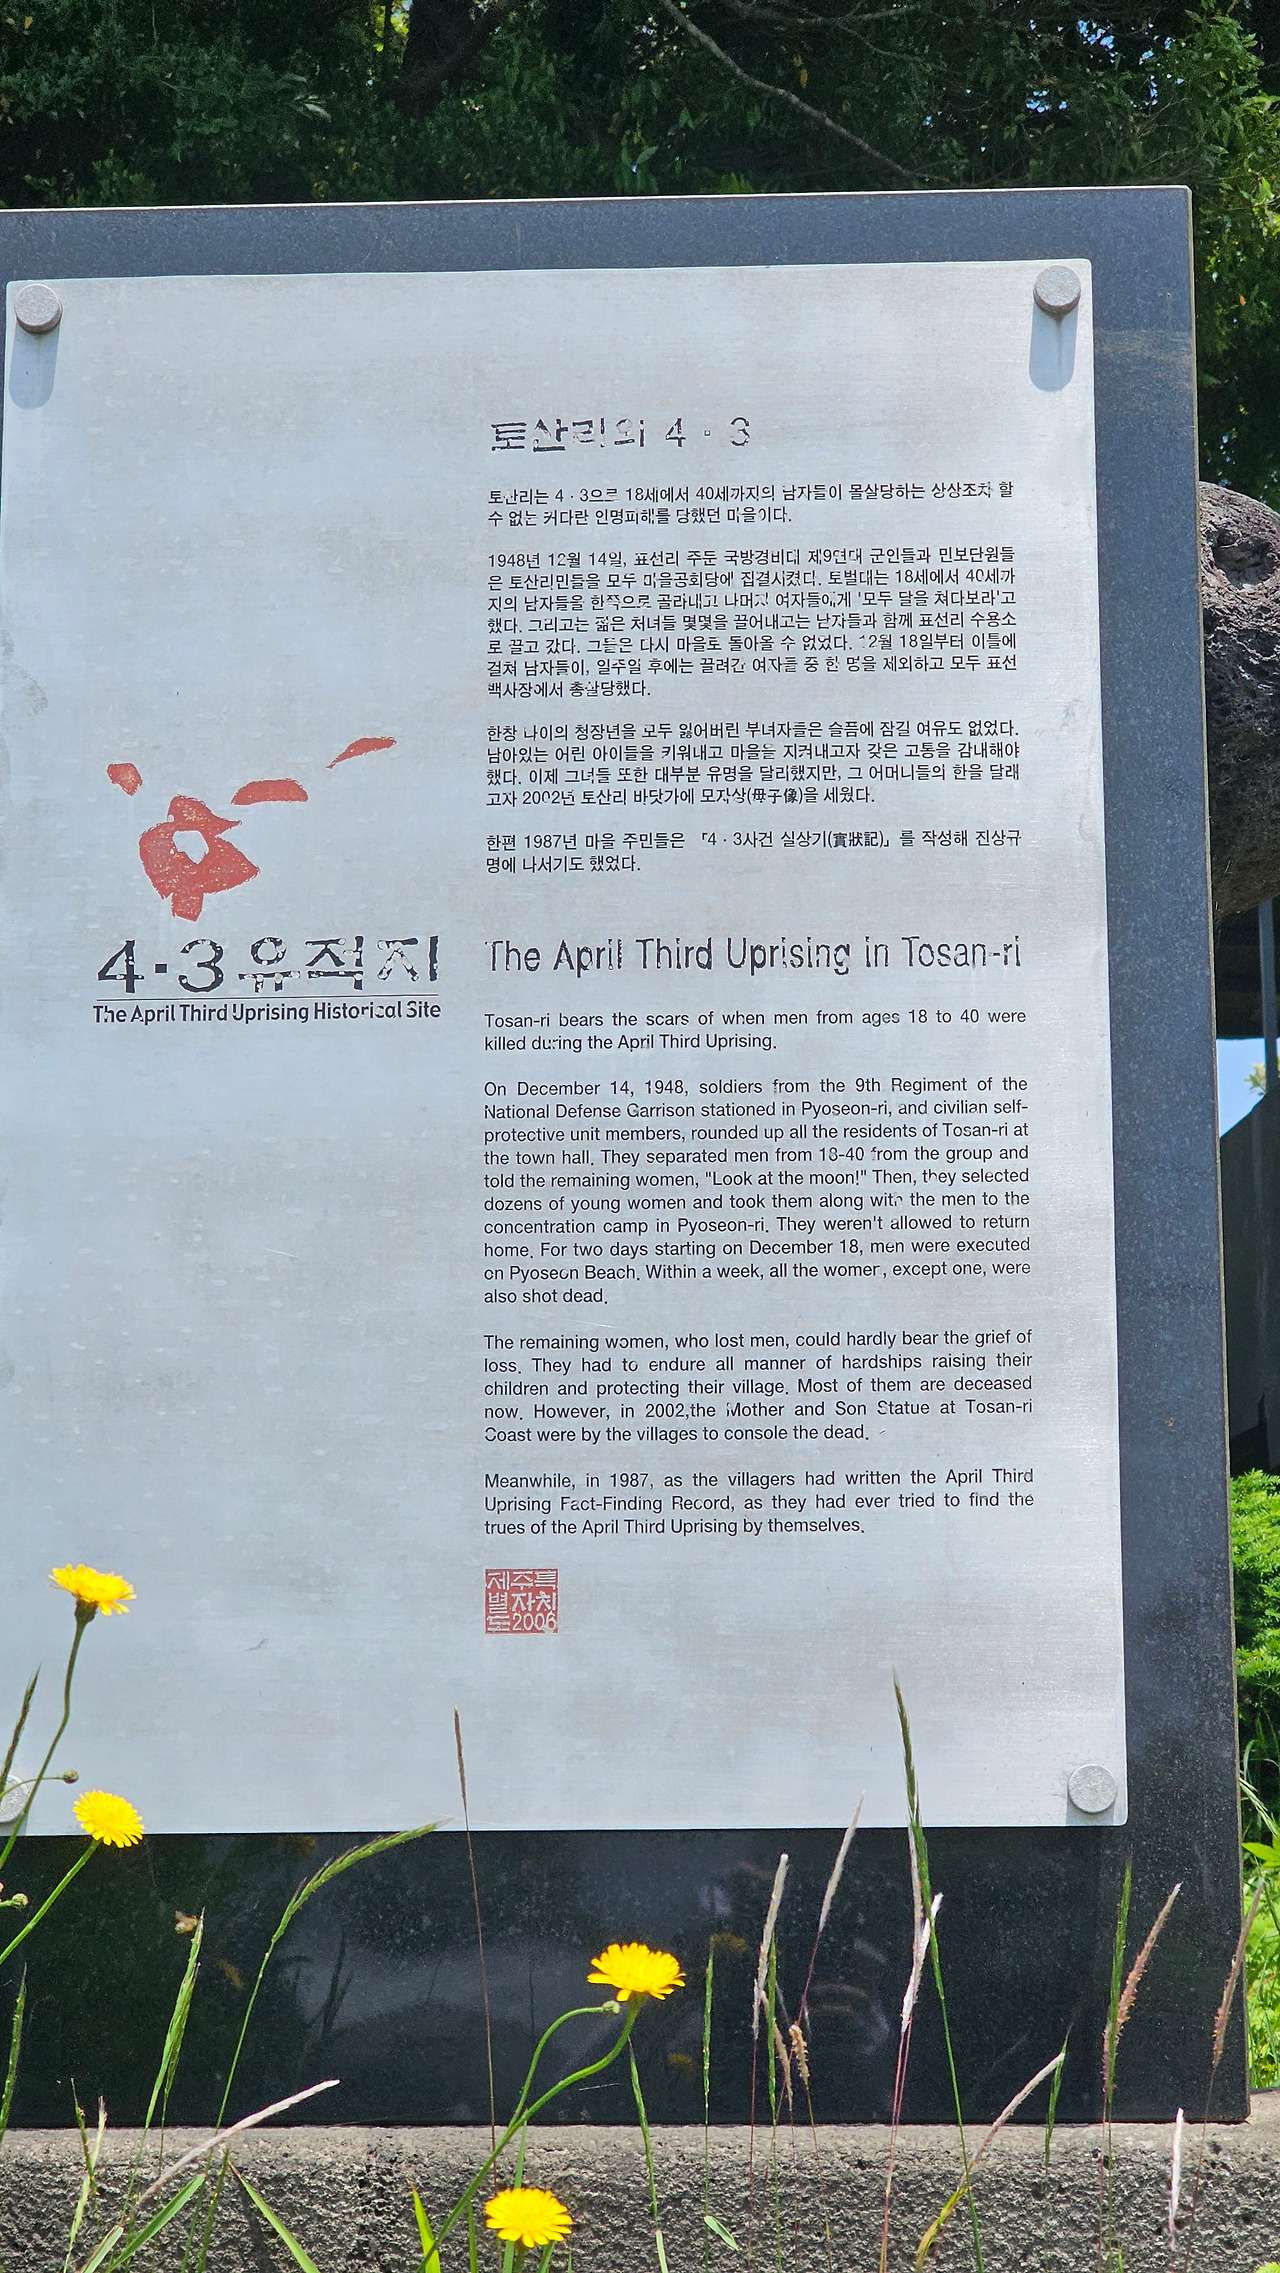 토산리의 4 · 3
토산리는 4 · 3으로 18세에서 40세까지의 남자들이 몰살당하는 상상조차 할
수 없는 커다란 인명피해를 당했던 마을이다.
1948년 12월 14일, 표선리 주둔 국방경비대 제9연대 군인들과 민보단원들
은 토산리민들을 모두 마을공회당에 집결시켰다. 토벌대는 18세에서 40세까
지의 남자들을 한쪽으로 골라내고 나머지 여자들에게 '모두 달을 쳐다보라'고
했다. 그리고는 젊은 처녀들 몇몇을 끌어내고는 남자들과 함께 표선리 수용소
로 끌고 갔다. 그들은 다시 마을로 돌아올 수 없었다. 12월 18일부터 이틀에
걸쳐 남자들이, 일주일 후에는 끌려간 여자들 중 한 명을 제외하고 모두 표선
백사장에서 총살당했다.
한창 나이의 청장년을 모두 잃어버린 부녀자들은 슬픔에 잠길 여유도 없었다.
남아있는 어린 아이들을 키워내고 마을을 지켜내고자 갖은 고통을 감내해야
했다. 이제 그녀들 또한 대부분 유명을 달리했지만, 그 어머니들의 한을 달래
고자 2002년 토산리 바닷가에 모자상(母子像)을 세웠다.
한편 1987년 마을 주민들은 「4 · 3사건 실상기(實狀記)」를 작성해 진상규
명에 나서기도 했었다.
4·3유적지
The April Third Uprising Historical Site
The April Third Uprising in Tosan-ri
Tosan-ri bears the scars of when men from ages 18 to 40 were
killed during the April Third Uprising.
On December 14, 1948, soldiers from the 9th Regiment of the
National Defense Garrison stationed in Pyoseon-ri, and civilian self-
protective unit members, rounded up all the residents of Tosan-ri at
the town hall. They separated men from 18-40 from the group and
told the remaining women, "Look at the moon!" Then, they selected
dozens of young women and took them along with the men to the
concentration camp in Pyoseon-ri. They weren't allowed to return
home. For two days starting on December 18, men were executed
on Pyoseon Beach. Within a week, all the women, except one, were
also shot dead.
The remaining women, who lost men, could hardly bear the grief of
loss. They had to endure all manner of hardships raising their
children and protecting their village. Most of them are deceased
now. However, in 2002,the Mother and Son Statue at Tosan-ri
Coast were by the villages to console the dead.
Meanwhile, in 1987, as the villagers had written the April Third
Uprising Fact-Finding Record, as they had ever tried to find the
trues of the April Third Uprising by themselves.
제주특
별자치
도2006